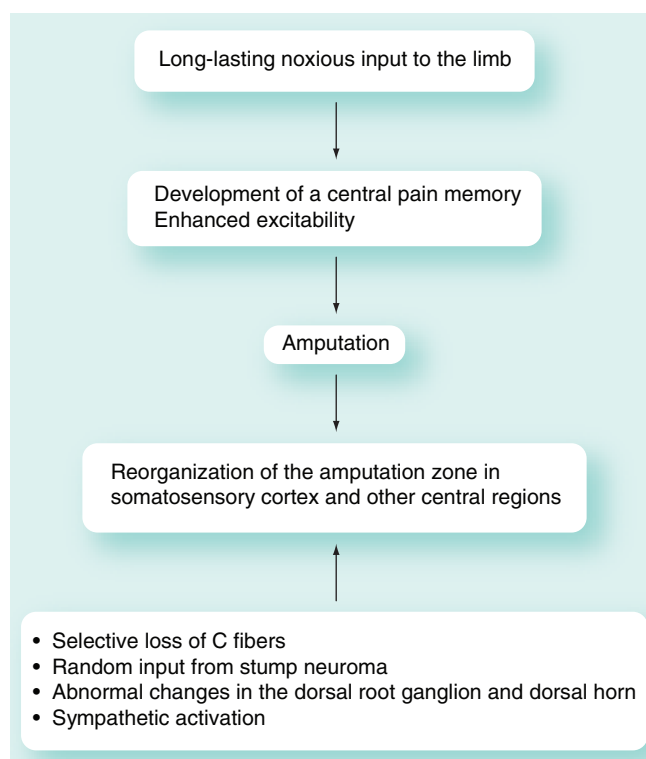 Long-lasting noxious input to the limb
Development of a central pain memory
Enhanced excitability
Amputation
Reorganization of the amputation zone in
somatosensory cortex and other central regions
• Selective loss of C fibers
• Random input from stump neuroma
• Abnormal changes in the dorsal root ganglion and dorsal horn
• Sympathetic activation